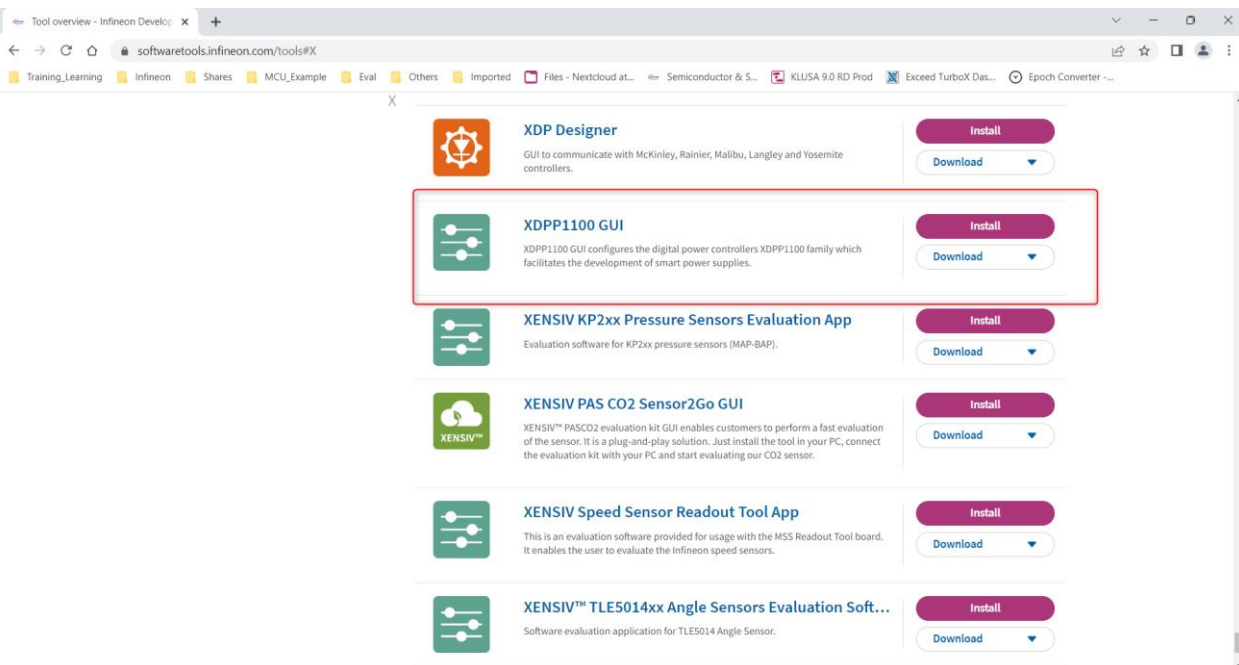 Tool overview - Infineon Develop
softwaretools.infineon.com/tools#X
Training_Learning Infineon Shares MCU_Example Eval Others Imported Files - Nextcloud at... Semiconductor & S... KLUSA 9.0 RD Prod Exceed TurboX Das... Epoch Converter -...
X
XDP Designer
Install
GUI to communicate with McKinley, Rainier, Malibu, Langley and Yosemite
controllers.
Download
XDPP1100 GUI
Install
XDPP1100 GUI configures the digital power controllers XDPP1100 family which
facilitates the development of smart power supplies.
Download
XENSIV KP2xx Pressure Sensors Evaluation App
Install
Evaluation software for KP2xx pressure sensors (MAP-BAP).
Download
XENSIV™
XENSIV PAS CO2 Sensor2Go GUI
Install
XENSIV™ PASCO2 evaluation kit GUI enables customers to perform a fast evaluation
of the sensor. It is a plug-and-play solution. Just install the tool in your PC, connect
the evaluation kit with your PC and start evaluating our CO2 sensor.
Download
XENSIV Speed Sensor Readout Tool App
Install
This is an evaluation software provided for usage with the MSS Readout Tool board.
It enables the user to evaluate the Infineon speed sensors.
Download
XENSIV™ TLE5014xx Angle Sensors Evaluation Soft...
Install
Software evaluation application for TLE5014 Angle Sensor.
Download